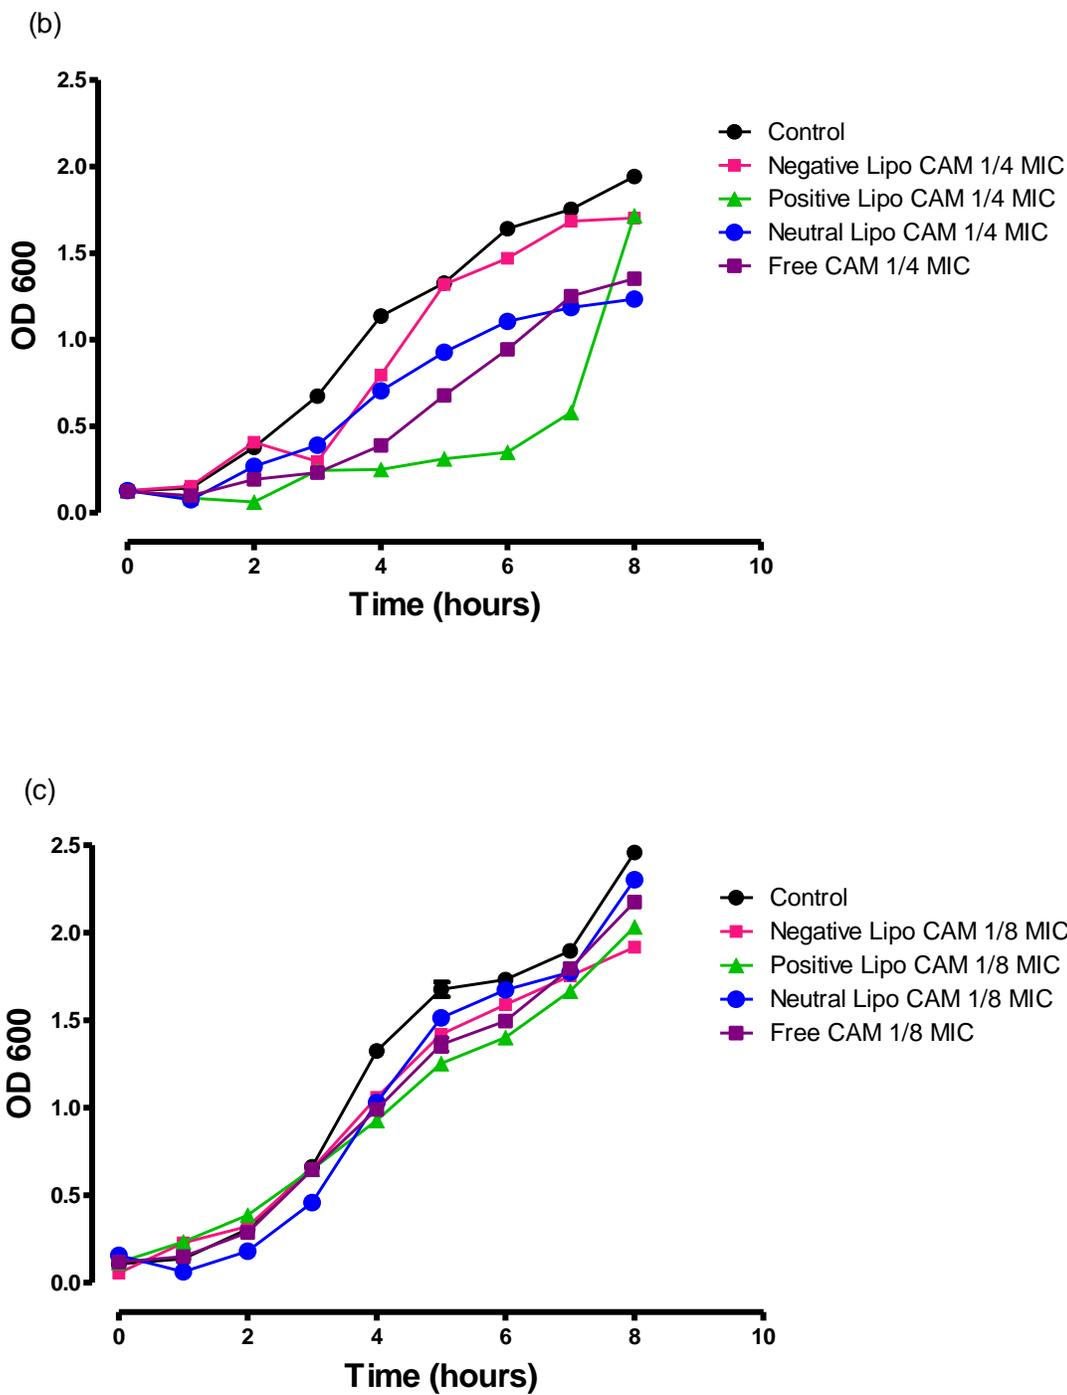 (b)
2.5
2.0
1.5
1.0
0.5
0.0
OD 600
0 2 4 6 8 10
Time (hours)
Control
Negative Lipo CAM 1/4 MIC
Positive Lipo CAM 1/4 MIC
Neutral Lipo CAM 1/4 MIC
Free CAM 1/4 MIC
(c)
2.5
2.0
1.5
1.0
0.5
0.0
OD 600
0 2 4 6 8 10
Time (hours)
Control
Negative Lipo CAM 1/8 MIC
Positive Lipo CAM 1/8 MIC
Neutral Lipo CAM 1/8 MIC
Free CAM 1/8 MIC